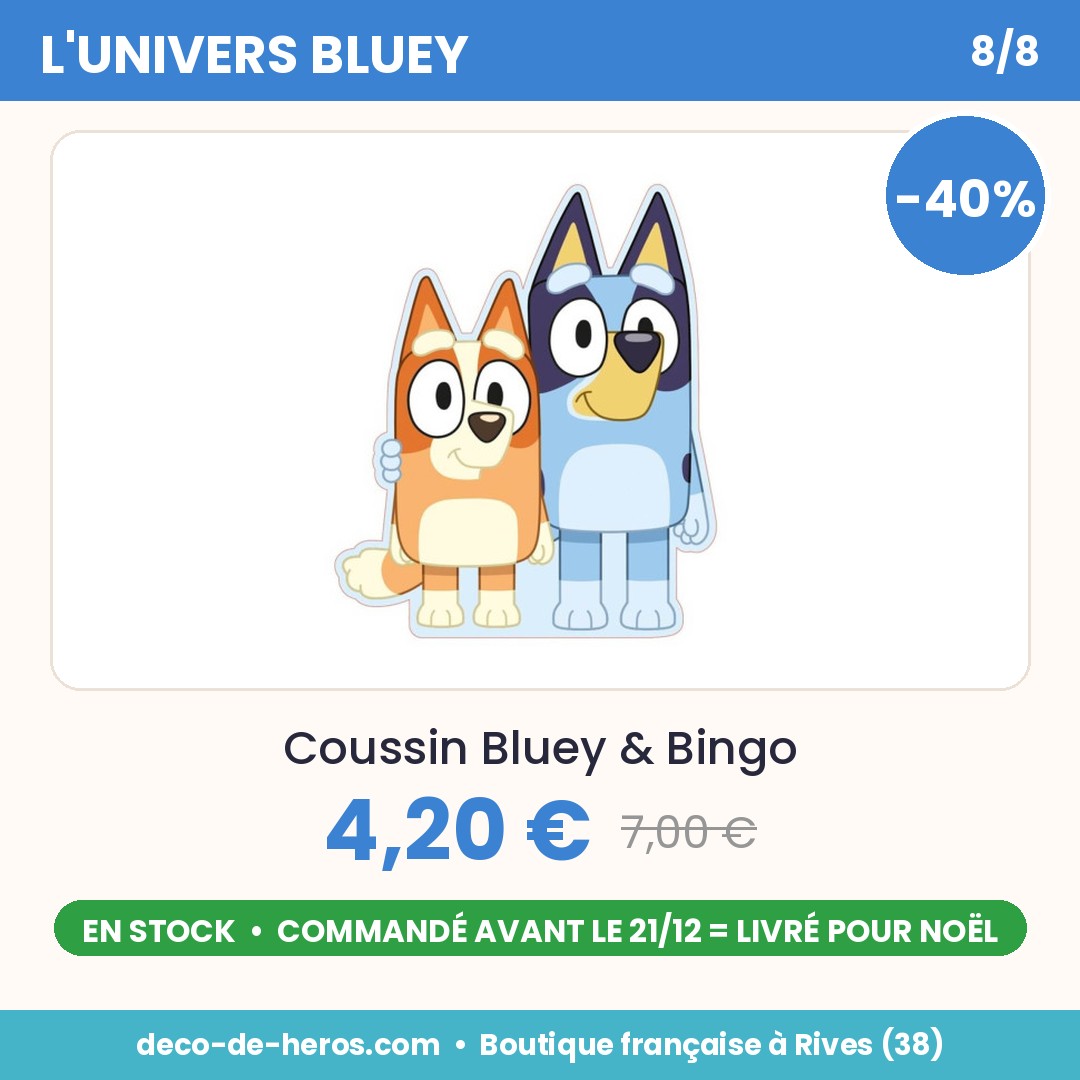 L'UNIVERS BLUEY
8/8
-40%
Coussin Bluey & Bingo
4,20 € 7,00 €
EN STOCK • COMMANDÉ AVANT LE 21/12 = LIVRÉ POUR NOËL
deco-de-heros.com • Boutique française à Rives (38)